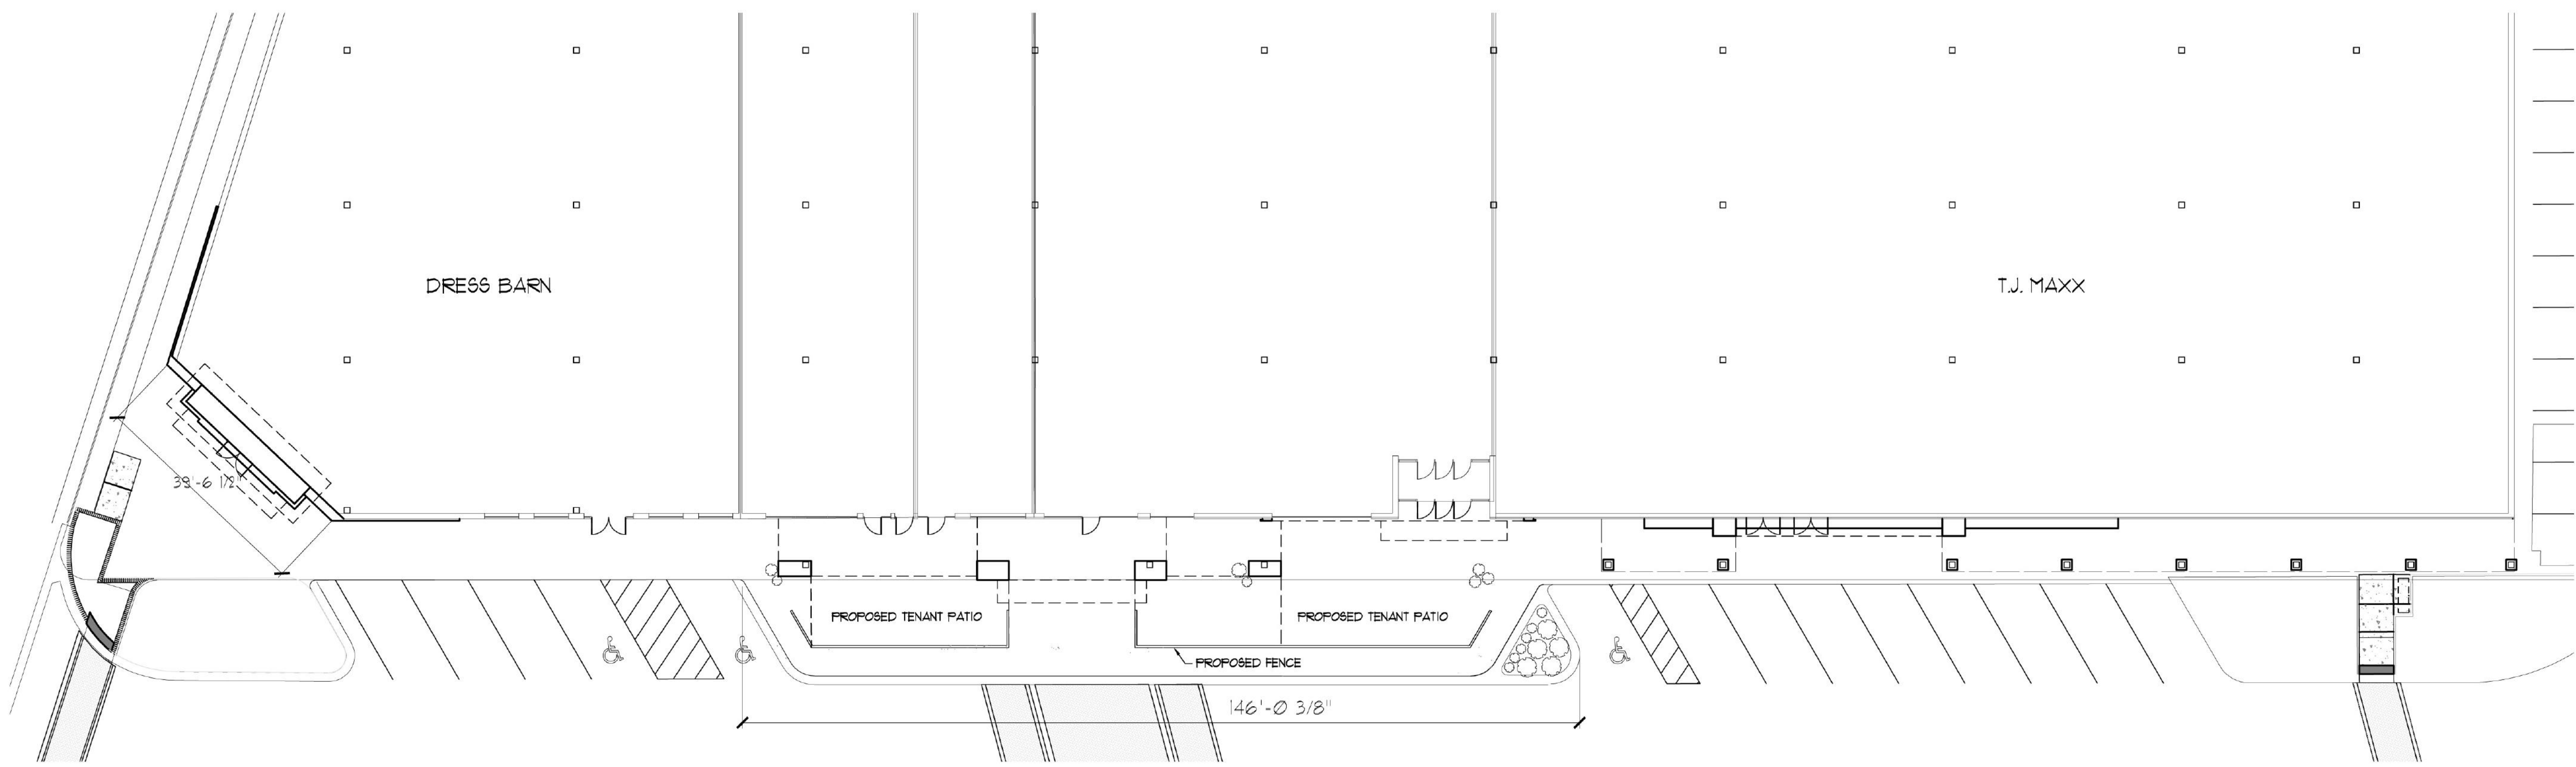 DRESS BARN
T.J. MAXX
39'-6 1/2"
PROPOSED TENANT PATIO
PROPOSED TENANT PATIO
PROPOSED FENCE
146'-0 3/8"